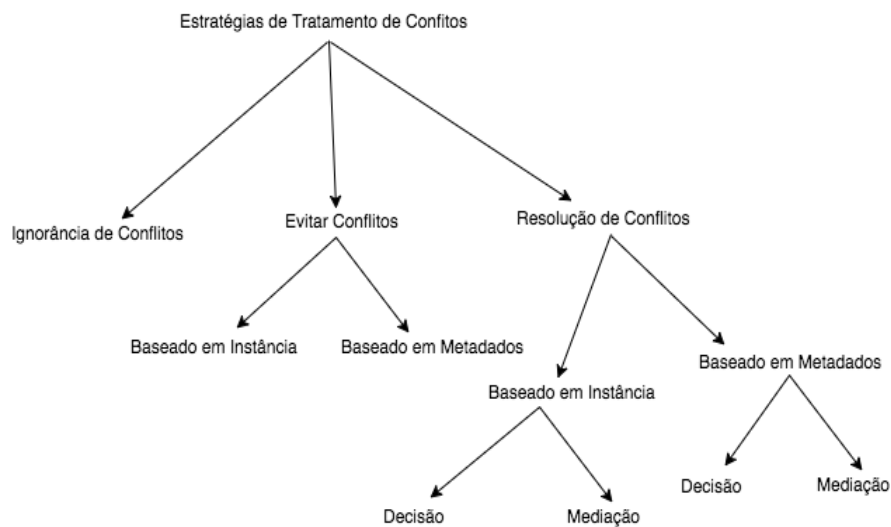 Estratégias de Tratamento de Confitos
Ignorância de Conflitos
Evitar Conflitos
Resolução de Conflitos
Baseado em Instância
Baseado em Metadados
Baseado em Metadados
Baseado em Instância
Decisão
Mediação
Decisão
Mediação